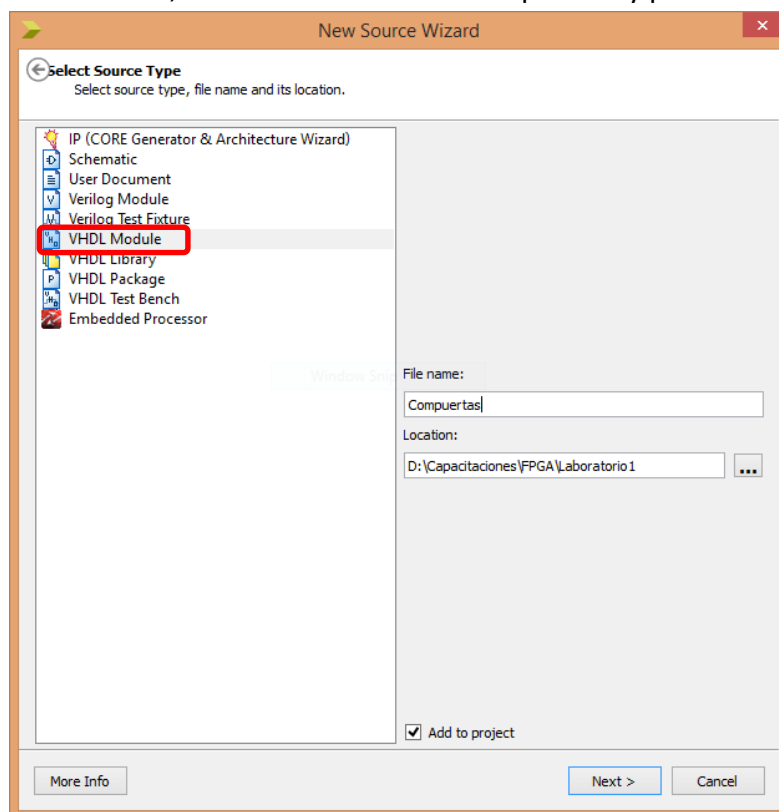 New Source Wizard
Select Source Type
Select source type, file name and its location.
IP (CORE Generator & Architecture Wizard)
Schematic
User Document
Verilog Module
Verilog Test Fixture
VHDL Module
VHDL Library
VHDL Package
VHDL Test Bench
Embedded Processor
Window Snip
File name:
Compuertas
Location:
D:\Capacitaciones\FPGA\Laboratorio1
...
Add to project
More Info
Next >
Cancel